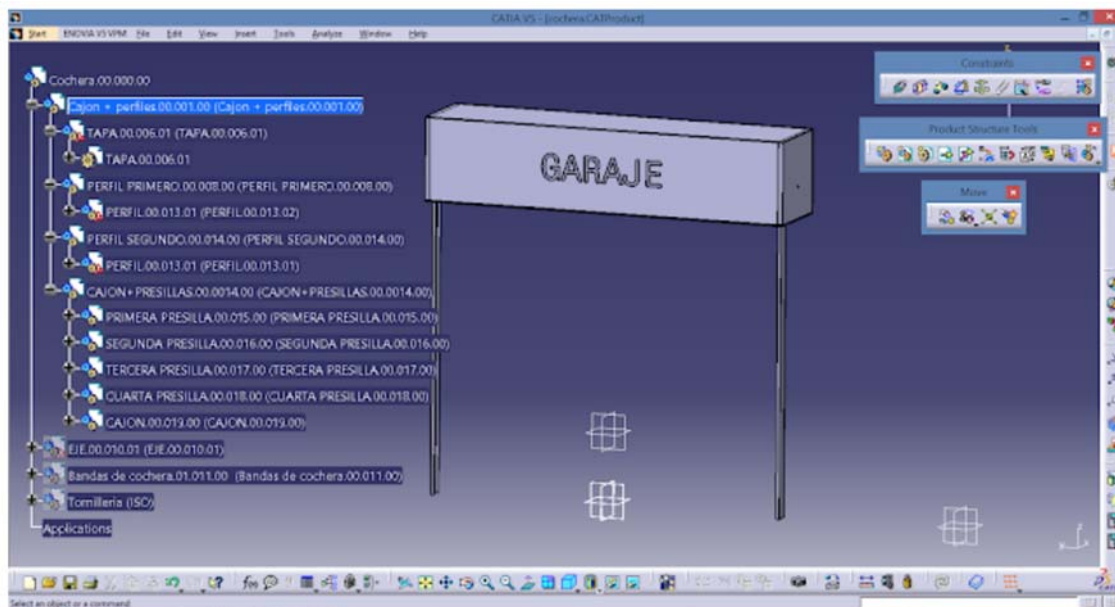 CATIA V5 - [cochera.CATProduct]
Start ENOVIA V5 VPM File Edit View Insert Tools Analyze Window Help
Cochera.00.000.00
Cajon + perfiles.00.001.00 (Cajon + perfiles.00.001.00)
TAPA.00.006.01 (TAPA.00.006.01)
TAPA.00.006.01
PERFIL PRIMERO.00.008.00 (PERFIL PRIMERO.00.008.00)
PERFIL.00.013.01 (PERFIL.00.013.02)
PERFIL SEGUNDO.00.014.00 (PERFIL SEGUNDO.00.014.00)
PERFIL.00.013.01 (PERFIL.00.013.01)
CAJON+PRESILLAS.00.0014.00 (CAJON+PRESILLAS.00.0014.00)
PRIMERA PRESILLA.00.015.00 (PRIMERA PRESILLA.00.015.00)
SEGUNDA PRESILLA.00.016.00 (SEGUNDA PRESILLA.00.016.00)
TERCERA PRESILLA.00.017.00 (TERCERA PRESILLA.00.017.00)
CUARTA PRESILLA.00.018.00 (CUARTA PRESILLA.00.018.00)
CAJON.00.019.00 (CAJON.00.019.00)
EJE.00.010.01 (EJE.00.010.01)
Bandas de cochera.01.011.00 (Bandas de cochera.00.011.00)
Tornilleria (ISO)
Applications
GARAJE
Constraints
Product Structure Tools
Move
Select an object or a command